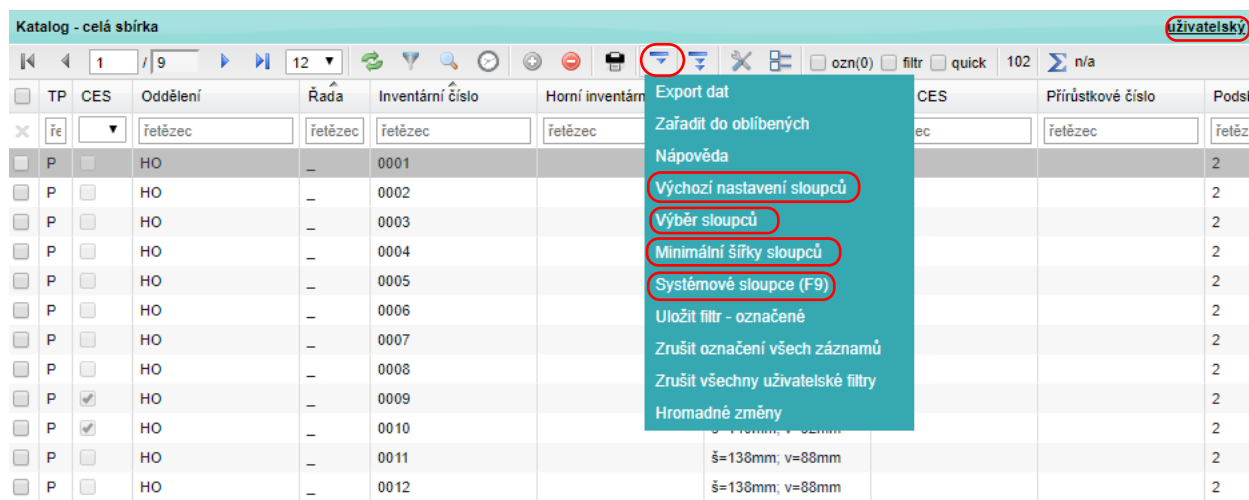 Katalog - celá sbírka uživatelský
1 / 9 12 ozn(0) filtr quick 102 n/a
TP CES Oddělení Řada Inventární číslo Horní inventárn CES Přírůstkové číslo
řetězec řetězec řetězec řetězec řetězec
P HO _ 0001 2
P HO _ 0002 2
P HO _ 0003 2
P HO _ 0004 2
P HO _ 0005 2
P HO _ 0006 2
P HO _ 0007 2
P HO _ 0008 2
P HO _ 0009 2
P HO _ 0010 2
P HO _ 0011 š=138mm; v=88mm 2
P HO _ 0012 š=138mm; v=88mm 2
Export dat
Zařadit do oblíbených
Nápověda
Výchozí nastavení sloupců
Výběr sloupců
Minimální šířky sloupců
Systémové sloupce (F9)
Uložit filtr - označené
Zrušit označení všech záznamů
Zrušit všechny uživatelské filtry
Hromadné změny